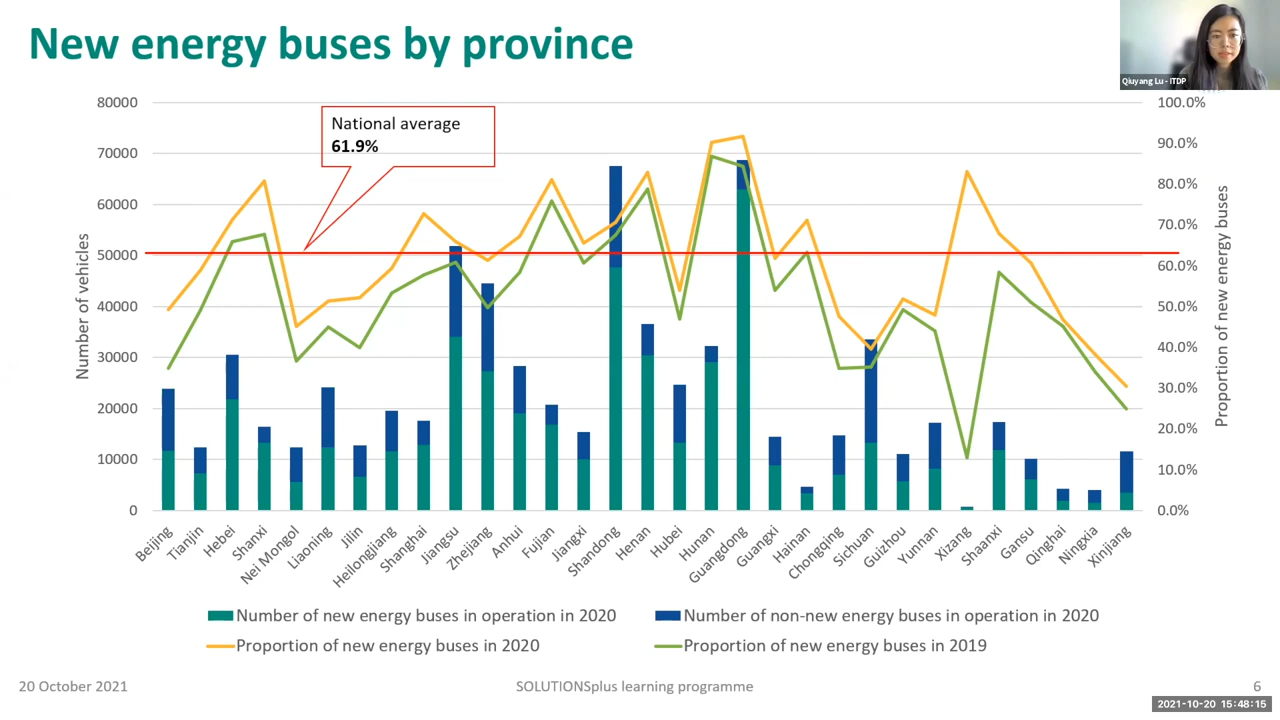 New energy buses by province
Qiuyang Lu - ITDP
National average
61.9%
Number of vehicles
80000
70000
60000
50000
40000
30000
20000
10000
0
100.0%
90.0%
80.0%
70.0%
60.0%
50.0%
40.0%
30.0%
20.0%
10.0%
0.0%
Proportion of new energy buses
Beijing
Tianjin
Hebei
Shanxi
Nei Mongol
Liaoning
Jilin
Heilongjiang
Shanghai
Jiangsu
Zhejiang
Anhui
Fujian
Jiangxi
Shandong
Henan
Hubei
Hunan
Guangdong
Guangxi
Hainan
Chongqing
Sichuan
Guizhou
Yunnan
Xizang
Shaanxi
Gansu
Qinghai
Ningxia
Xinjiang
Number of new energy buses in operation in 2020
Number of non-new energy buses in operation in 2020
Proportion of new energy buses in 2020
Proportion of new energy buses in 2019
20 October 2021
SOLUTIONSplus learning programme
6
2021-10-20 15:48:15